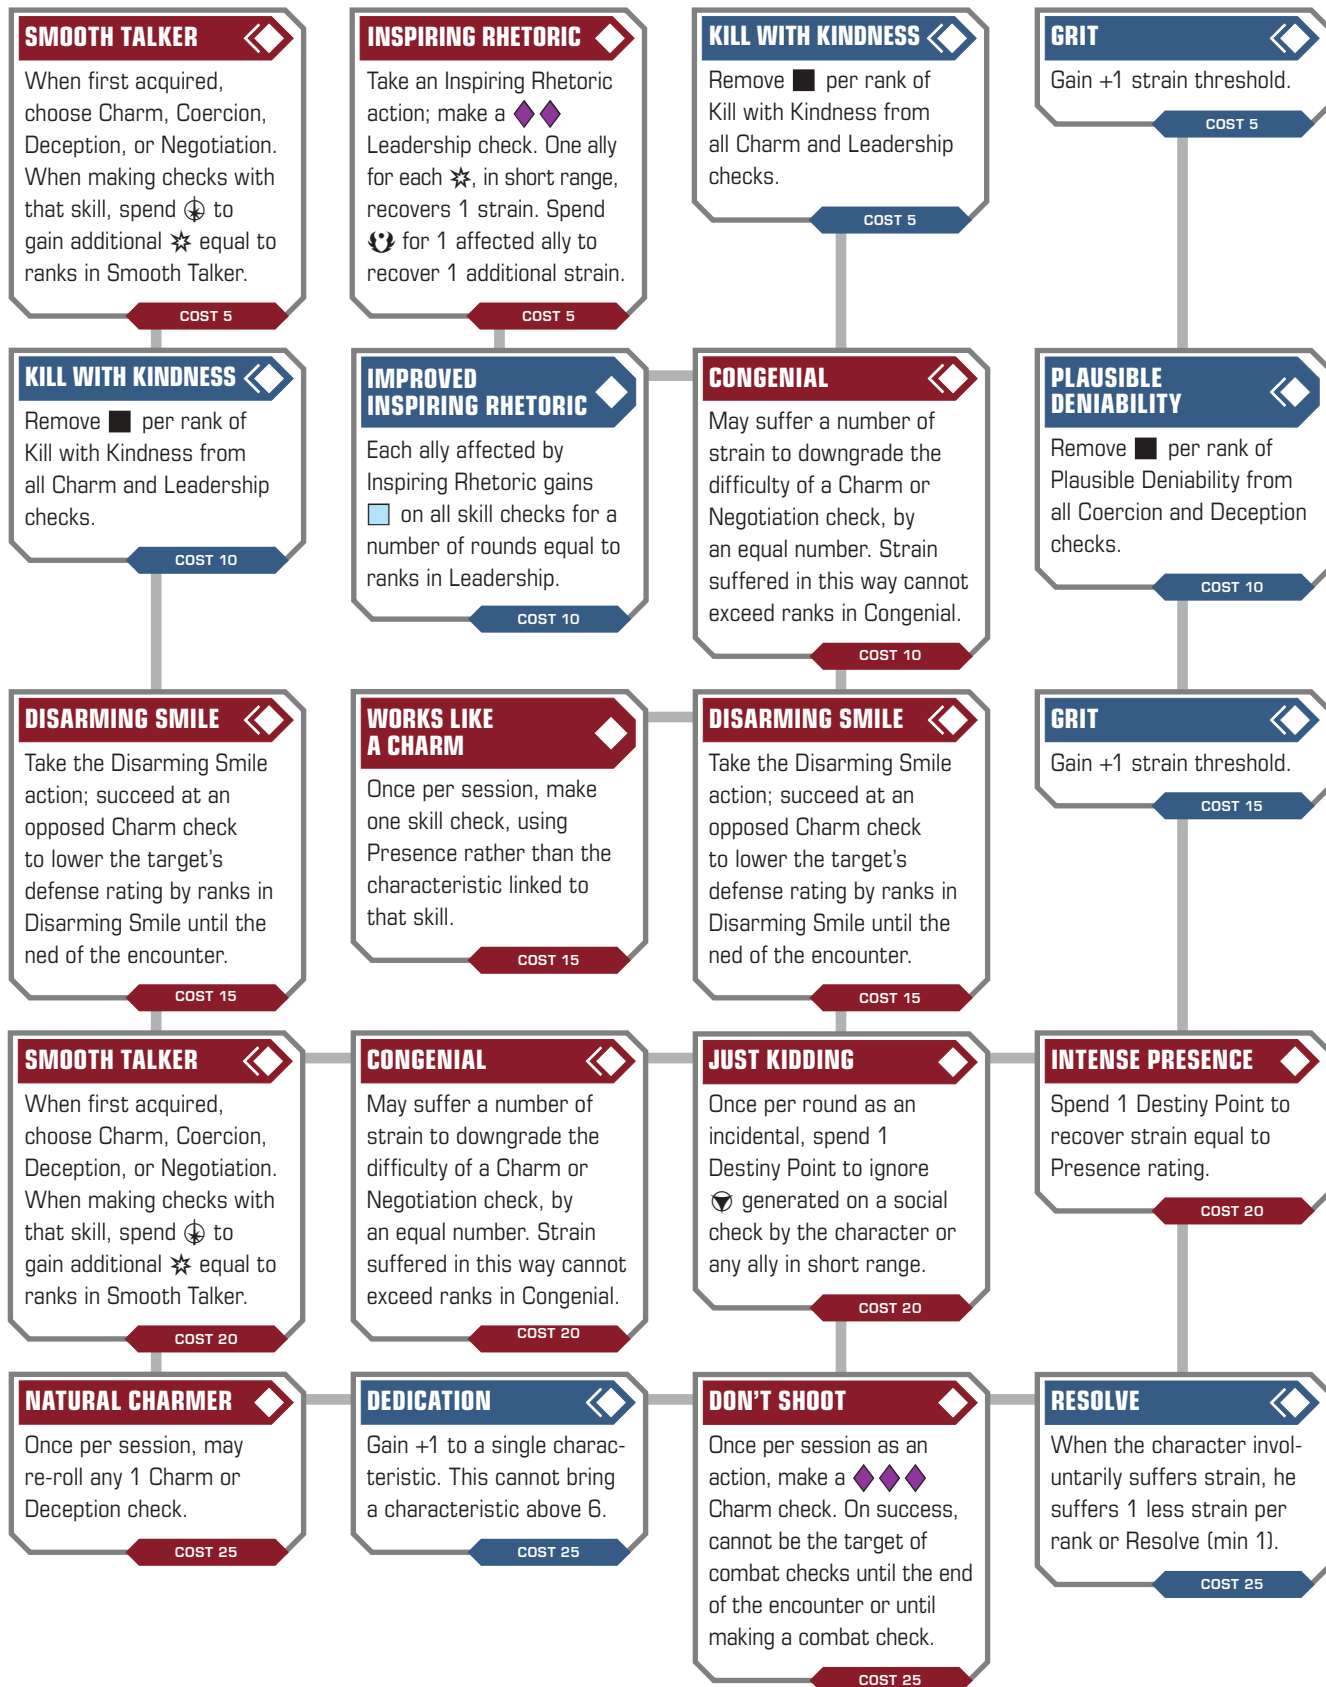 SMOOTH TALKER
When first acquired,
choose Charm, Coercion,
Deception, or Negotiation.
When making checks with
that skill, spend to
gain additional equal to
ranks in Smooth Talker.
COST 5
INSPIRING RHETORIC
Take an Inspiring Rhetoric
action; make a
Leadership check. One ally
for each , in short range,
recovers 1 strain. Spend
for 1 affected ally to
recover 1 additional strain.
COST 5
KILL WITH KINDNESS
Remove per rank of
Kill with Kindness from
all Charm and Leadership
checks.
COST 5
GRIT
Gain +1 strain threshold.
COST 5
KILL WITH KINDNESS
Remove per rank of
Kill with Kindness from
all Charm and Leadership
checks.
COST 10
IMPROVED
INSPIRING RHETORIC
Each ally affected by
Inspiring Rhetoric gains
on all skill checks for a
number of rounds equal to
ranks in Leadership.
COST 10
CONGENIAL
May suffer a number of
strain to downgrade the
difficulty of a Charm or
Negotiation check, by
an equal number. Strain
suffered in this way cannot
exceed ranks in Congenial.
COST 10
PLAUSIBLE
DENIABILITY
Remove per rank of
Plausible Deniability from
all Coercion and Deception
checks.
COST 10
DISARMING SMILE
Take the Disarming Smile
action; succeed at an
opposed Charm check
to lower the target's
defense rating by ranks in
Disarming Smile until the
ned of the encounter.
COST 15
WORKS LIKE
A CHARM
Once per session, make
one skill check, using
Presence rather than the
characteristic linked to
that skill.
COST 15
DISARMING SMILE
Take the Disarming Smile
action; succeed at an
opposed Charm check
to lower the target's
defense rating by ranks in
Disarming Smile until the
ned of the encounter.
COST 15
GRIT
Gain +1 strain threshold.
COST 15
SMOOTH TALKER
When first acquired,
choose Charm, Coercion,
Deception, or Negotiation.
When making checks with
that skill, spend to
gain additional equal to
ranks in Smooth Talker.
COST 20
CONGENIAL
May suffer a number of
strain to downgrade the
difficulty of a Charm or
Negotiation check, by
an equal number. Strain
suffered in this way cannot
exceed ranks in Congenial.
COST 20
JUST KIDDING
Once per round as an
incidental, spend 1
Destiny Point to ignore
generated on a social
check by the character or
any ally in short range.
COST 20
INTENSE PRESENCE
Spend 1 Destiny Point to
recover strain equal to
Presence rating.
COST 20
NATURAL CHARMER
Once per session, may
re-roll any 1 Charm or
Deception check.
COST 25
DEDICATION
Gain +1 to a single charac-
teristic. This cannot bring
a characteristic above 6.
COST 25
DON'T SHOOT
Once per session as an
action, make a
Charm check. On success,
cannot be the target of
combat checks until the end
of the encounter or until
making a combat check.
COST 25
RESOLVE
When the character invol-
untarily suffers strain, he
suffers 1 less strain per
rank or Resolve (min 1).
COST 25